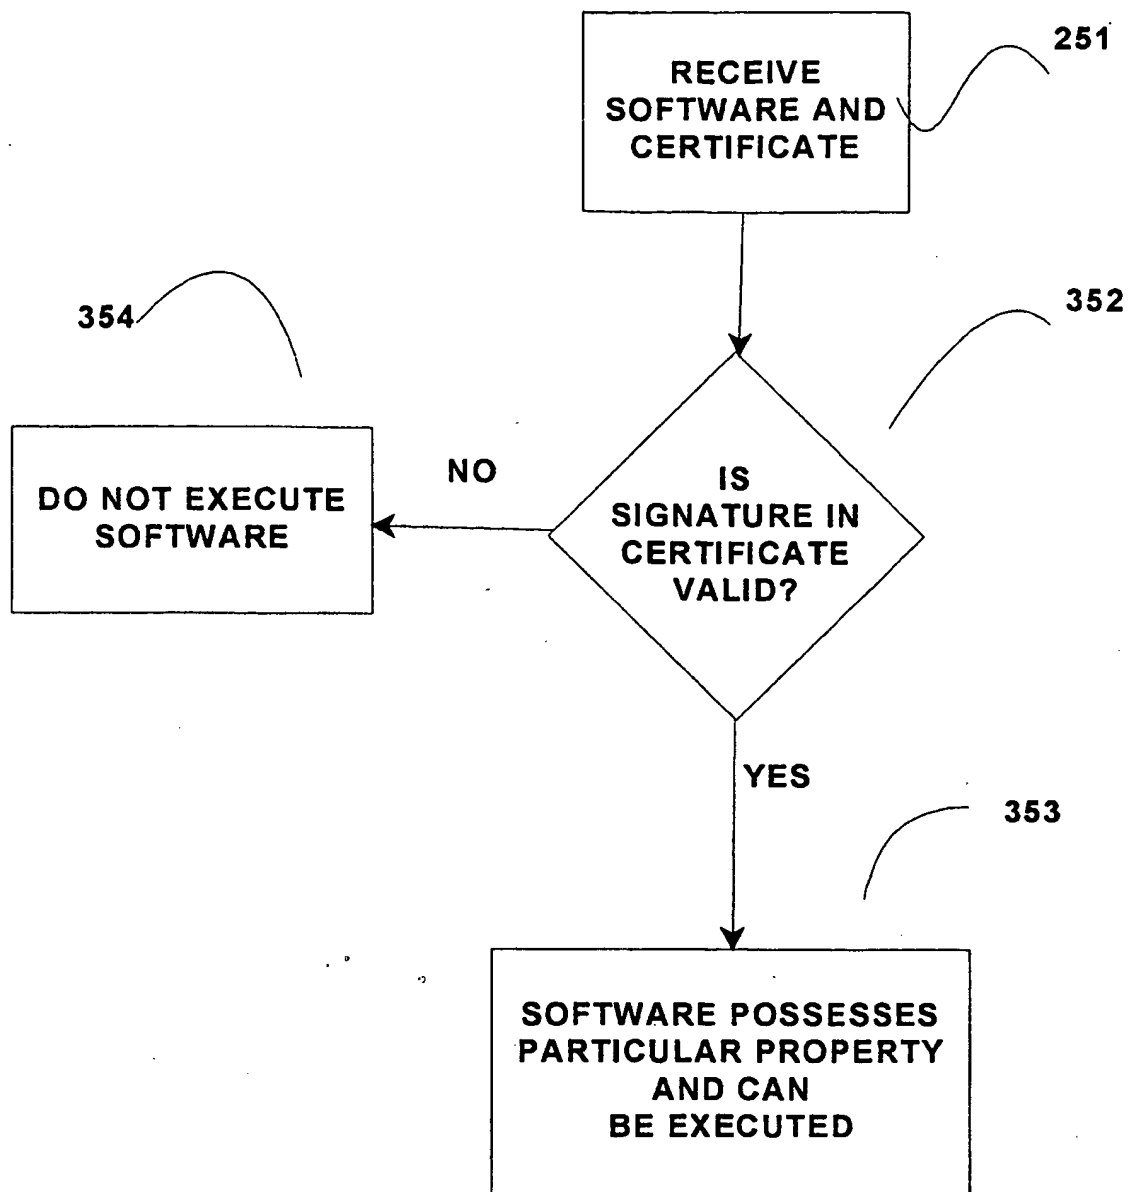 251
RECEIVE
SOFTWARE AND
CERTIFICATE
352
354
NO
IS
SIGNATURE IN
CERTIFICATE
VALID?
DO NOT EXECUTE
SOFTWARE
YES
353
SOFTWARE POSSESSES
PARTICULAR PROPERTY
AND CAN
BE EXECUTED